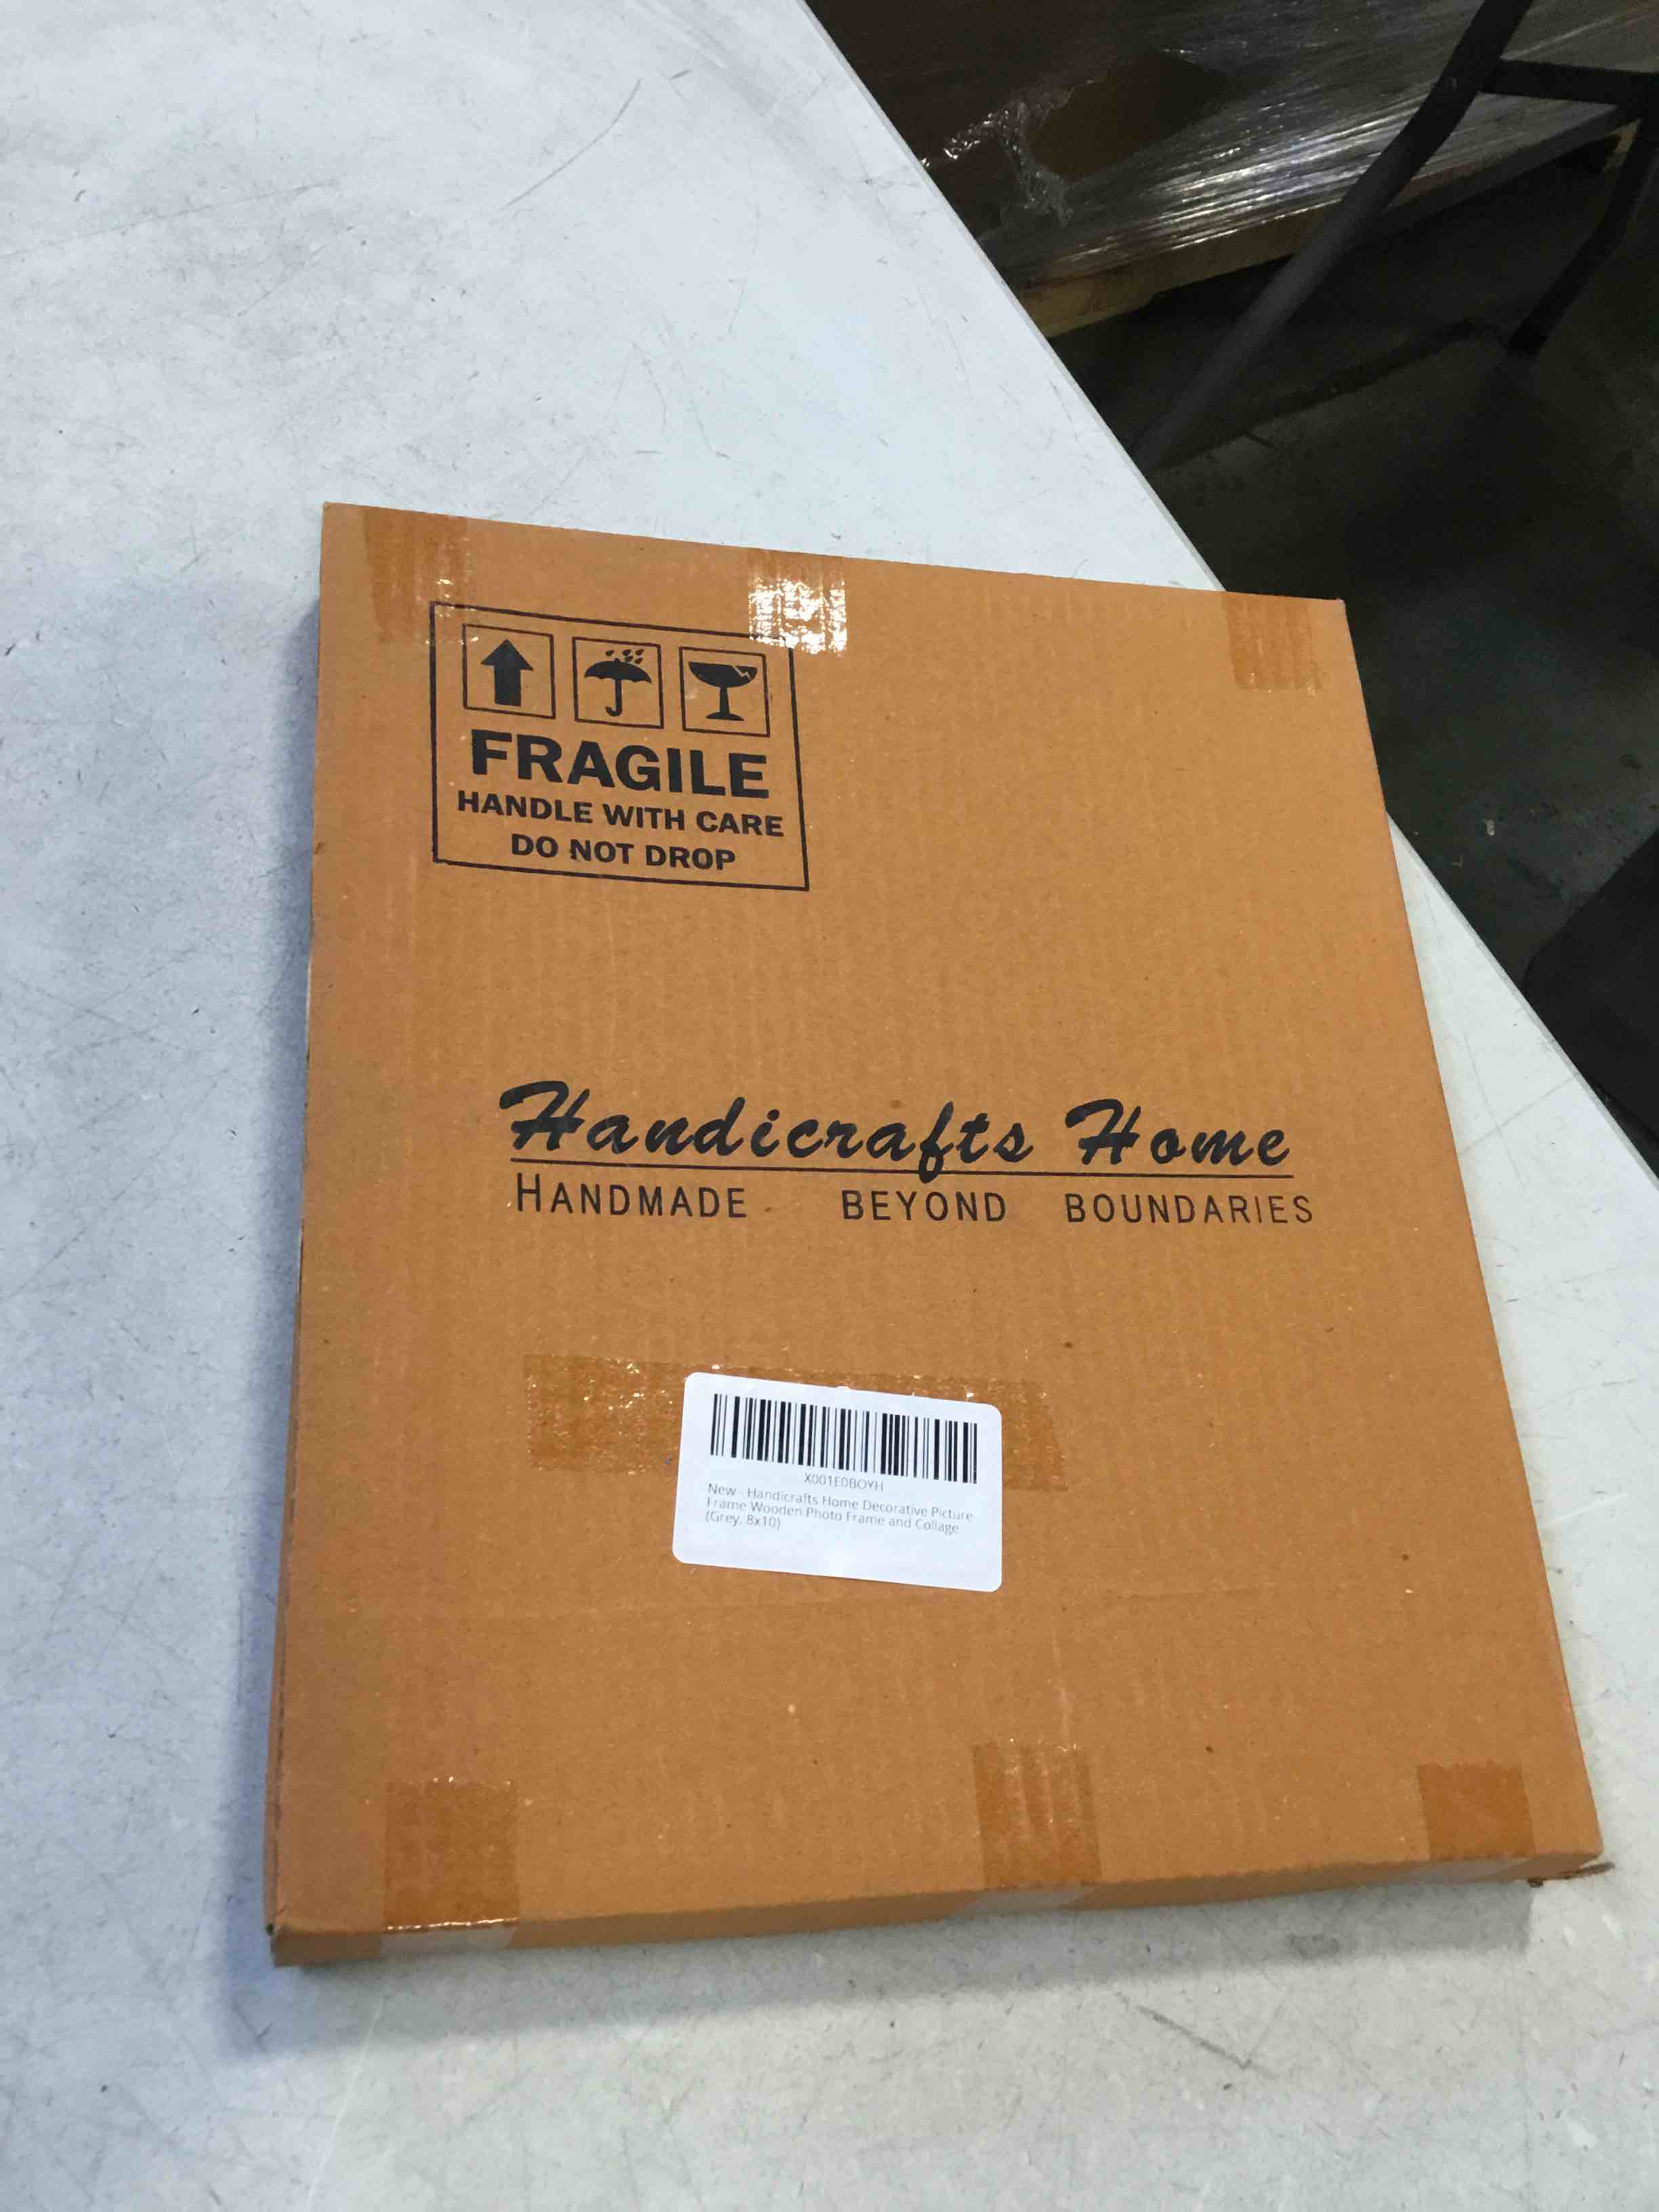 FRAGILE
HANDLE WITH CARE
DO NOT DROP
Handicrafts Home
HANDMADE BEYOND BOUNDARIES
X001E0BOYH
New - Handicrafts Home Decorative Picture
Frame Wooden Photo Frame and Collage
(Grey, 8x10)